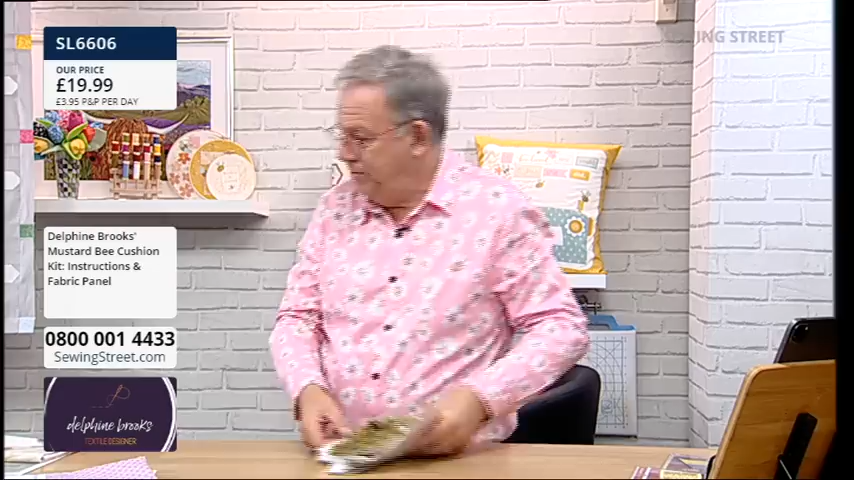 SL6606
OUR PRICE
£19.99
£3.95 P&P PER DAY
Delphine Brooks'
Mustard Bee Cushion
Kit: Instructions &
Fabric Panel
0800 001 4433
SewingStreet.com
delphine brooks
TEXTILE DESIGNER
SEWING STREET